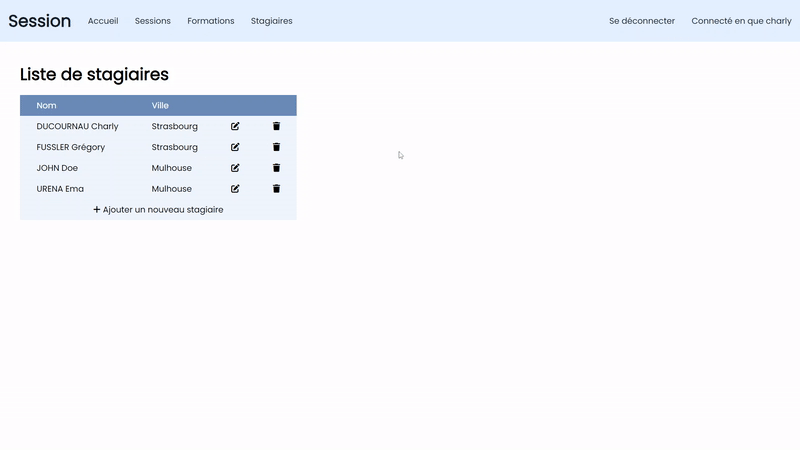 Session Accueil Sessions Formations Stagiaires Se déconnecter Connecté en que charly
Liste de stagiaires
Nom Ville
DUCOURNAU Charly Strasbourg
FUSSLER Grégory Strasbourg
JOHN Doe Mulhouse
URENA Ema Mulhouse
+ Ajouter un nouveau stagiaire